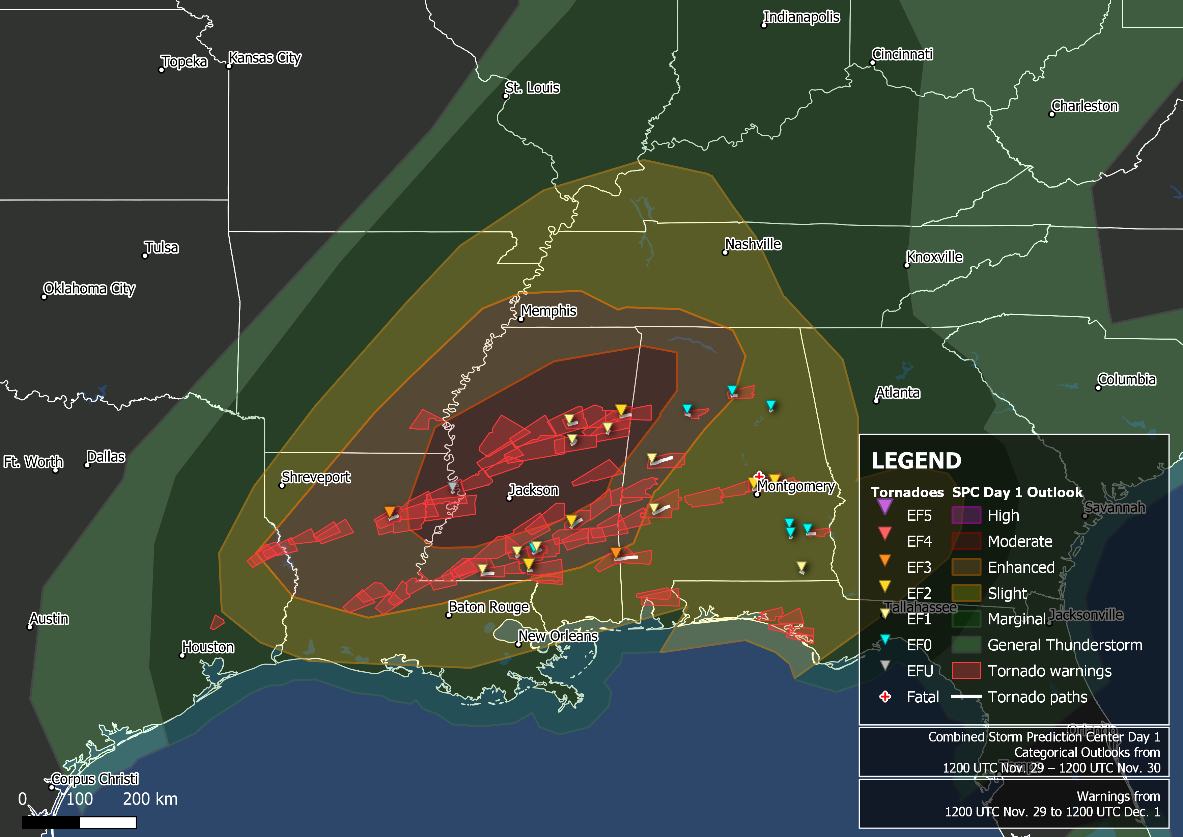 Indianapolis
Cincinnati
Topeka
Kansas City
St. Louis
Charleston
Nashville
Knoxville
Tulsa
Oklahoma City
Memphis
Atlanta
Columbia
Ft. Worth
Dallas
Shreveport
Jackson
Montgomery
Savannah
Austin
Baton Rouge
Tallahassee
Jacksonville
New Orleans
Houston
Orlando
Tampa
Corpus Christi
0 100 200 km
LEGEND
Tornadoes SPC Day 1 Outlook
EF5 High
EF4 Moderate
EF3 Enhanced
EF2 Slight
EF1 Marginal
EF0 General Thunderstorm
EFU Tornado warnings
Fatal Tornado paths
Combined Storm Prediction Center Day 1
Categorical Outlooks from
1200 UTC Nov. 29 – 1200 UTC Nov. 30
Warnings from
1200 UTC Nov. 29 to 1200 UTC Dec. 1